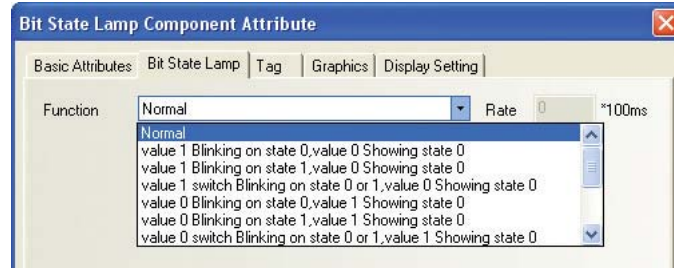 Bit State Lamp Component Attribute
Basic Attributes Bit State Lamp Tag Graphics Display Setting
Function Normal Rate 0 *100ms
Normal
value 1 Blinking on state 0,value 0 Showing state 0
value 1 Blinking on state 1,value 0 Showing state 0
value 1 switch Blinking on state 0 or 1,value 0 Showing state 0
value 0 Blinking on state 0,value 1 Showing state 0
value 0 Blinking on state 1,value 1 Showing state 0
value 0 switch Blinking on state 0 or 1,value 1 Showing state 0